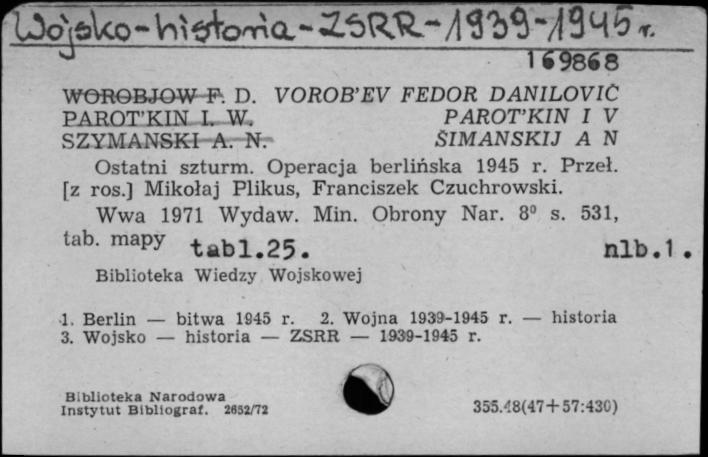 Wojsko-historia-ZSRR-1939-1945 r.
169868
WOROBJOW F. D. VOROB'EV FEDOR DANILOVIČ
PAROT'KIN I. W. PAROT'KIN I V
SZYMANSKI A. N. ŠIMANSKIJ A N
Ostatni szturm. Operacja berlińska 1945 r. Przeł.
[z ros.] Mikołaj Plikus, Franciszek Czuchrowski.
Wwa 1971 Wydaw. Min. Obrony Nar. 8⁰ s. 531,
tab. mapy tabl.25. nlb.1.
Biblioteka Wiedzy Wojskowej
1. Berlin — bitwa 1945 r. 2. Wojna 1939-1945 r. — historia
3. Wojsko — historia — ZSRR — 1939-1945 r.
Biblioteka Narodowa
Instytut Bibliograf. 2652/72 355.48(47+57:430)